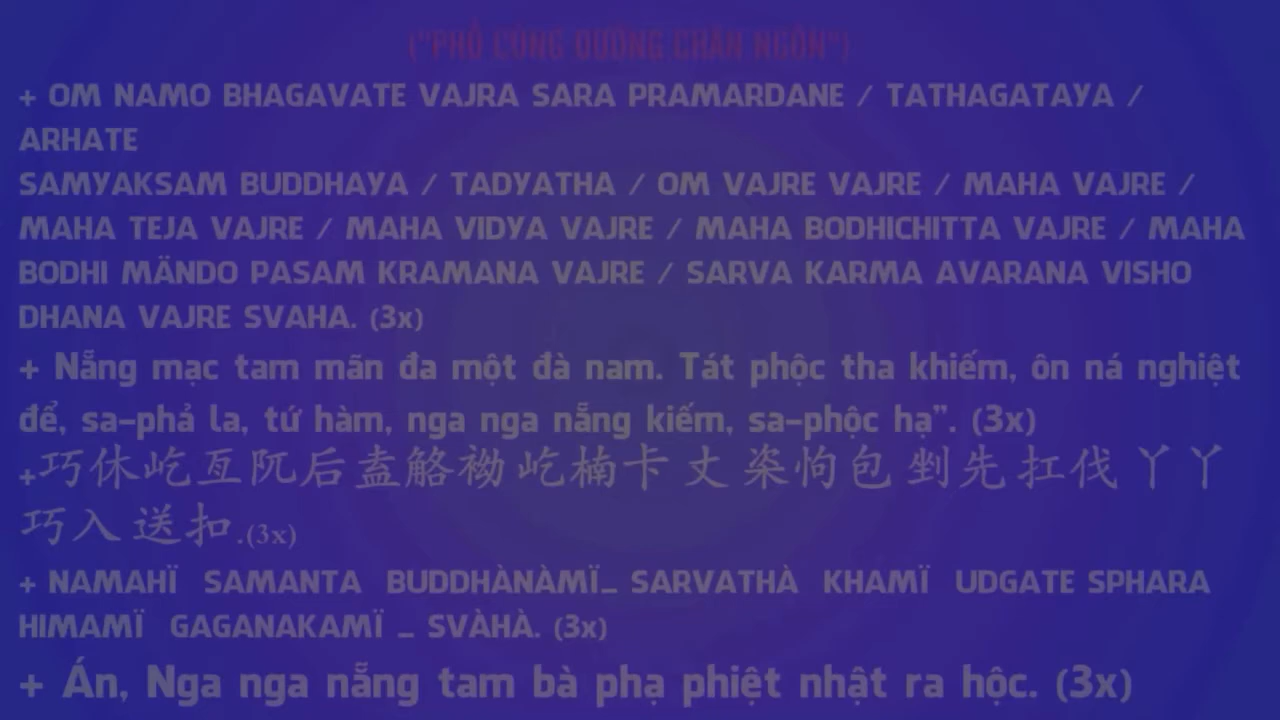 ("PHỔ CÚNG DƯỜNG CHÂN NGÔN")
+ OM NAMO BHAGAVATE VAJRA SARA PRAMARDANE / TATHAGATAYA /
ARHATE
SAMYAKSAM BUDDHAYA / TADYATHA / OM VAJRE VAJRE / MAHA VAJRE /
MAHA TEJA VAJRE / MAHA VIDYA VAJRE / MAHA BODHICHITTA VAJRE / MAHA
BODHI MÄNDO PASAM KRAMANA VAJRE / SARVA KARMA AVARANA VISHO
DHANA VAJRE SVAHA. (3x)
+ Nẵng mạc tam mãn đa một đà nam. Tát phộc tha khiếm, ôn ná nghiệt
để, sa-phả la, tứ hàm, nga nga nẵng kiếm, sa-phộc hạ”. (3x)
+巧休屹亙阢后盍觡袎屹楠卡丈楶恦包剉先扛伐丫丫
巧入送扣.(3x)
+ NAMAHÏ SAMANTA BUDDHÀNÀMÏ_ SARVATHÀ KHAMÏ UDGATE SPHARA
HIMAMÏ GAGANAKAMÏ _ SVÀHÀ. (3x)
+ Án, Nga nga nẵng tam bà phạ phiệt nhật ra hộc. (3x)